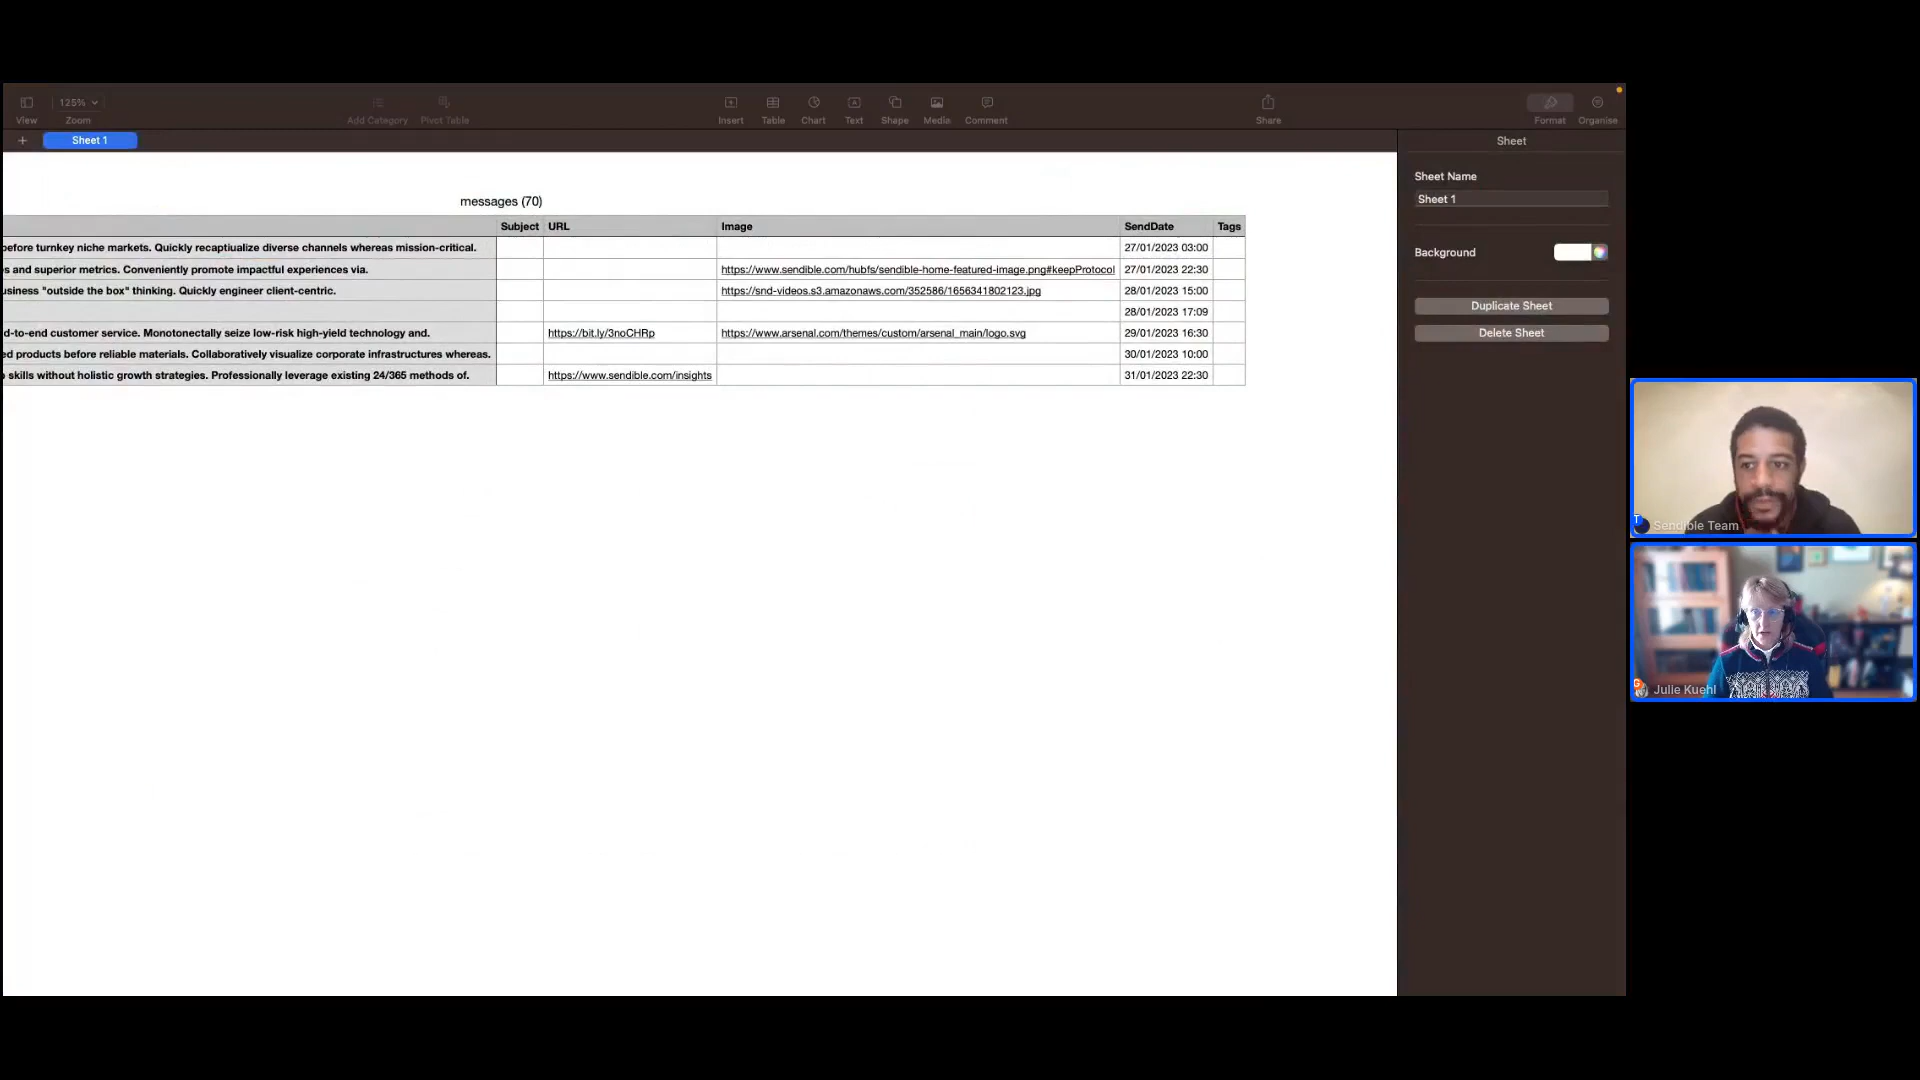 125%
View Zoom Add Category Pivot Table Insert Table Chart Text Shape Media Comment Share Format Organise
+ Sheet 1 Sheet
Sheet Name
Sheet 1
Background
Duplicate Sheet
Delete Sheet
messages (70)
Subject URL Image SendDate Tags
before turnkey niche markets. Quickly recaptiualize diverse channels whereas mission-critical. 27/01/2023 03:00
s and superior metrics. Conveniently promote impactful experiences via. https://www.sendible.com/hubfs/sendible-home-featured-image.png#keepProtocol 27/01/2023 22:30
usiness "outside the box" thinking. Quickly engineer client-centric. https://snd-videos.s3.amazonaws.com/352586/1656341802123.jpg 28/01/2023 15:00
28/01/2023 17:09
d-to-end customer service. Monotonectally seize low-risk high-yield technology and. https://bit.ly/3noCHRp https://www.arsenal.com/themes/custom/arsenal_main/logo.svg 29/01/2023 16:30
ed products before reliable materials. Collaboratively visualize corporate infrastructures whereas. 30/01/2023 10:00
skills without holistic growth strategies. Professionally leverage existing 24/365 methods of. https://www.sendible.com/insights 31/01/2023 22:30
Sendible Team
Julie Kuehl